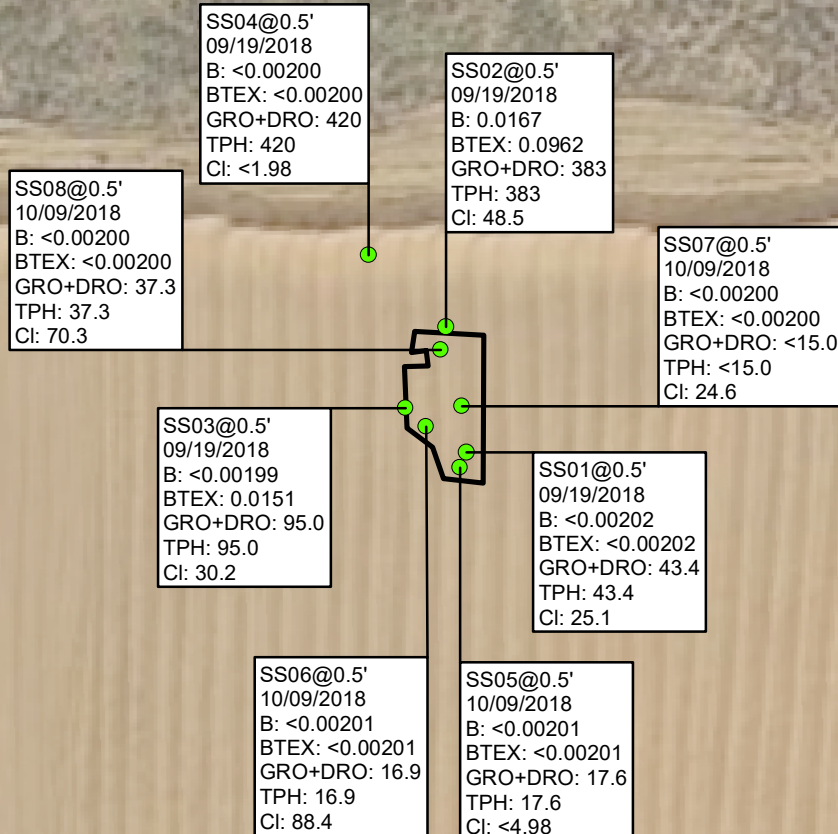 SS04@0.5'
09/19/2018
B: <0.00200
BTEX: <0.00200
GRO+DRO: 420
TPH: 420
Cl: <1.98
SS02@0.5'
09/19/2018
B: 0.0167
BTEX: 0.0962
GRO+DRO: 383
TPH: 383
Cl: 48.5
SS08@0.5'
10/09/2018
B: <0.00200
BTEX: <0.00200
GRO+DRO: 37.3
TPH: 37.3
Cl: 70.3
SS07@0.5'
10/09/2018
B: <0.00200
BTEX: <0.00200
GRO+DRO: <15.0
TPH: <15.0
Cl: 24.6
SS03@0.5'
09/19/2018
B: <0.00199
BTEX: 0.0151
GRO+DRO: 95.0
TPH: 95.0
Cl: 30.2
SS01@0.5'
09/19/2018
B: <0.00202
BTEX: <0.00202
GRO+DRO: 43.4
TPH: 43.4
Cl: 25.1
SS06@0.5'
10/09/2018
B: <0.00201
BTEX: <0.00201
GRO+DRO: 16.9
TPH: 16.9
Cl: 88.4
SS05@0.5'
10/09/2018
B: <0.00201
BTEX: <0.00201
GRO+DRO: 17.6
TPH: 17.6
Cl: <4.98